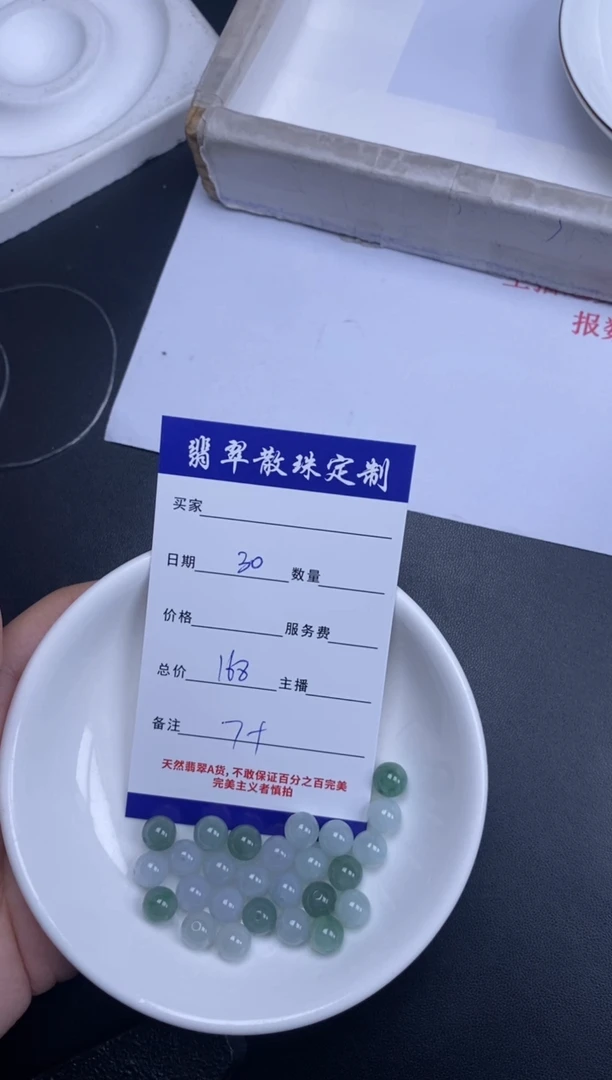 报
翡翠散珠定制
买家
日期 30 数量
价格 服务费
总价 168 主播
备注 7+
天然翡翠A货,不敢保证百分之百完美
完美主义者慎拍